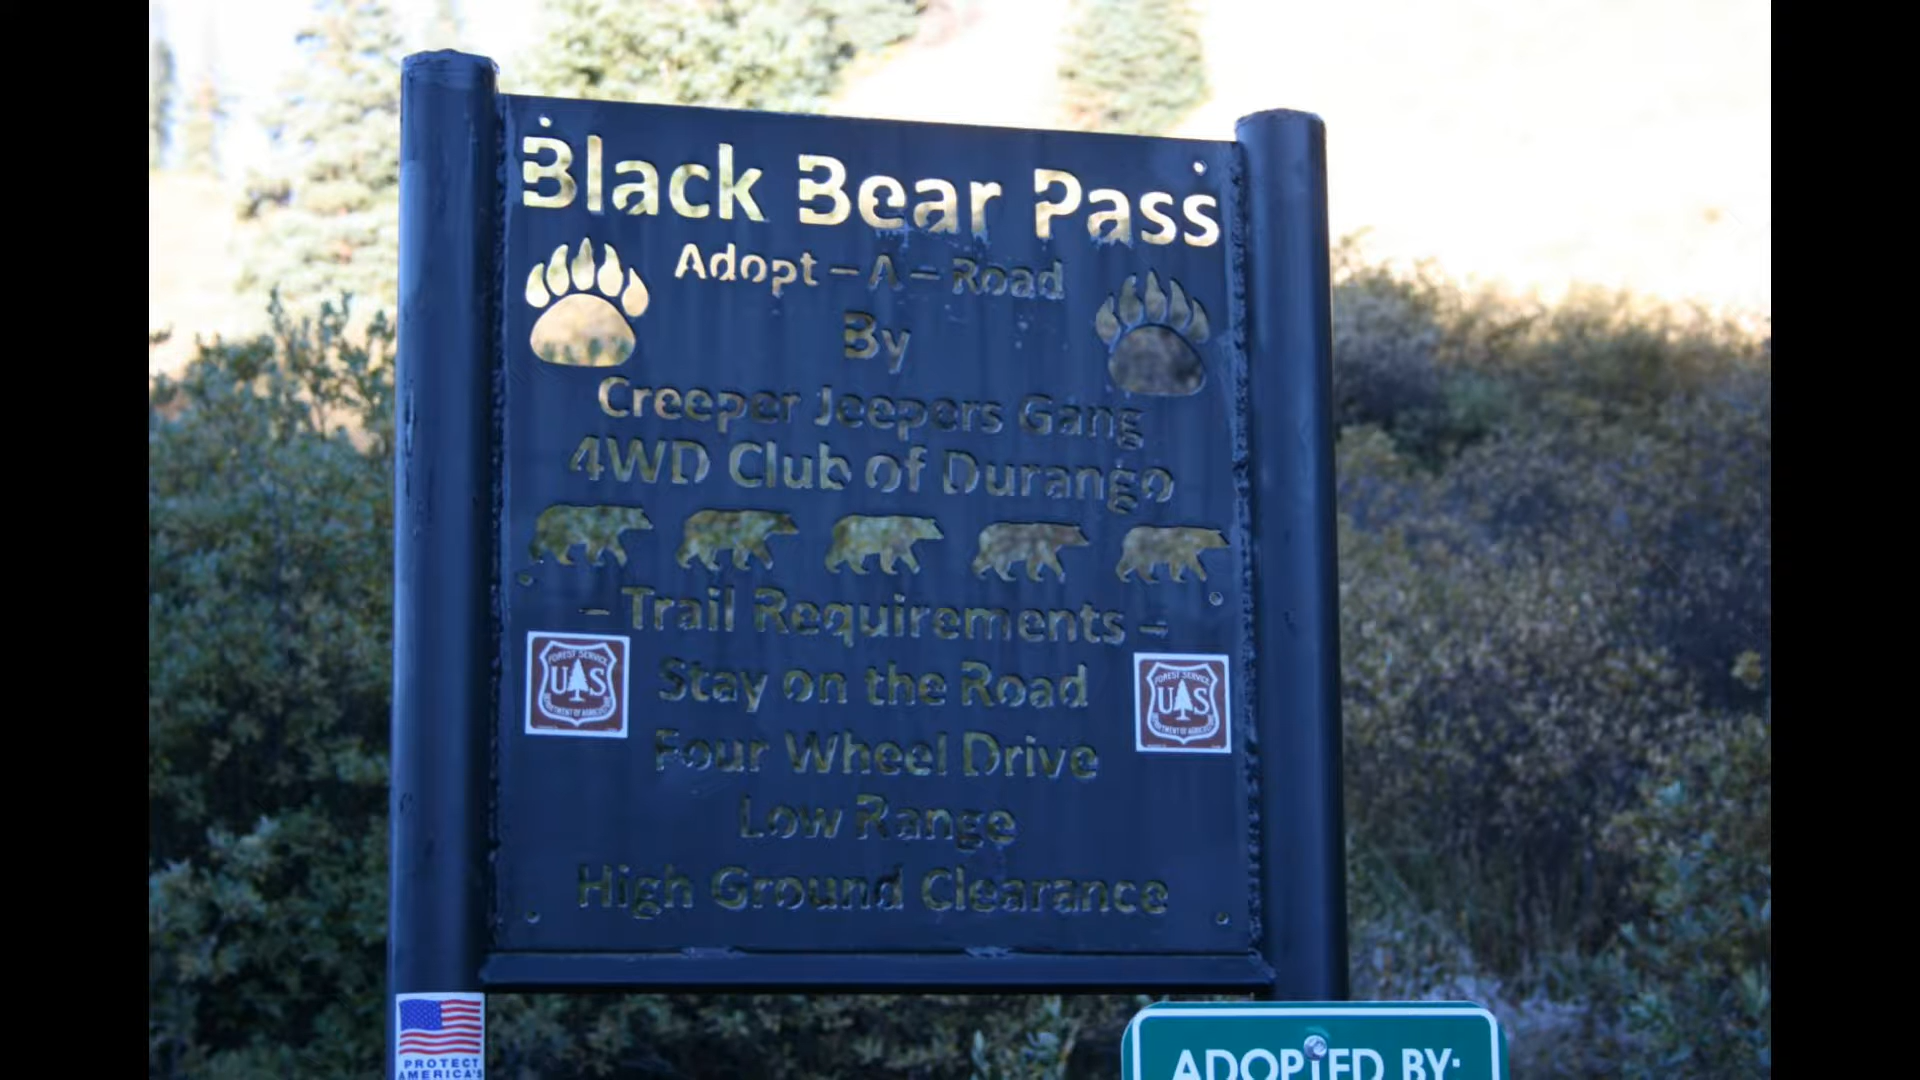 Black Bear Pass
Adopt – A – Road
By
Creeper Jeepers Gang
4WD Club of Durango
– Trail Requirements –
Stay on the Road
Four Wheel Drive
Low Range
High Ground Clearance
FOREST SERVICE
UAS
DEPARTMENT OF AGRICULTURE
FOREST SERVICE
UAS
DEPARTMENT OF AGRICULTURE
PROTECT
AMERICA'S
ADOPTED BY: